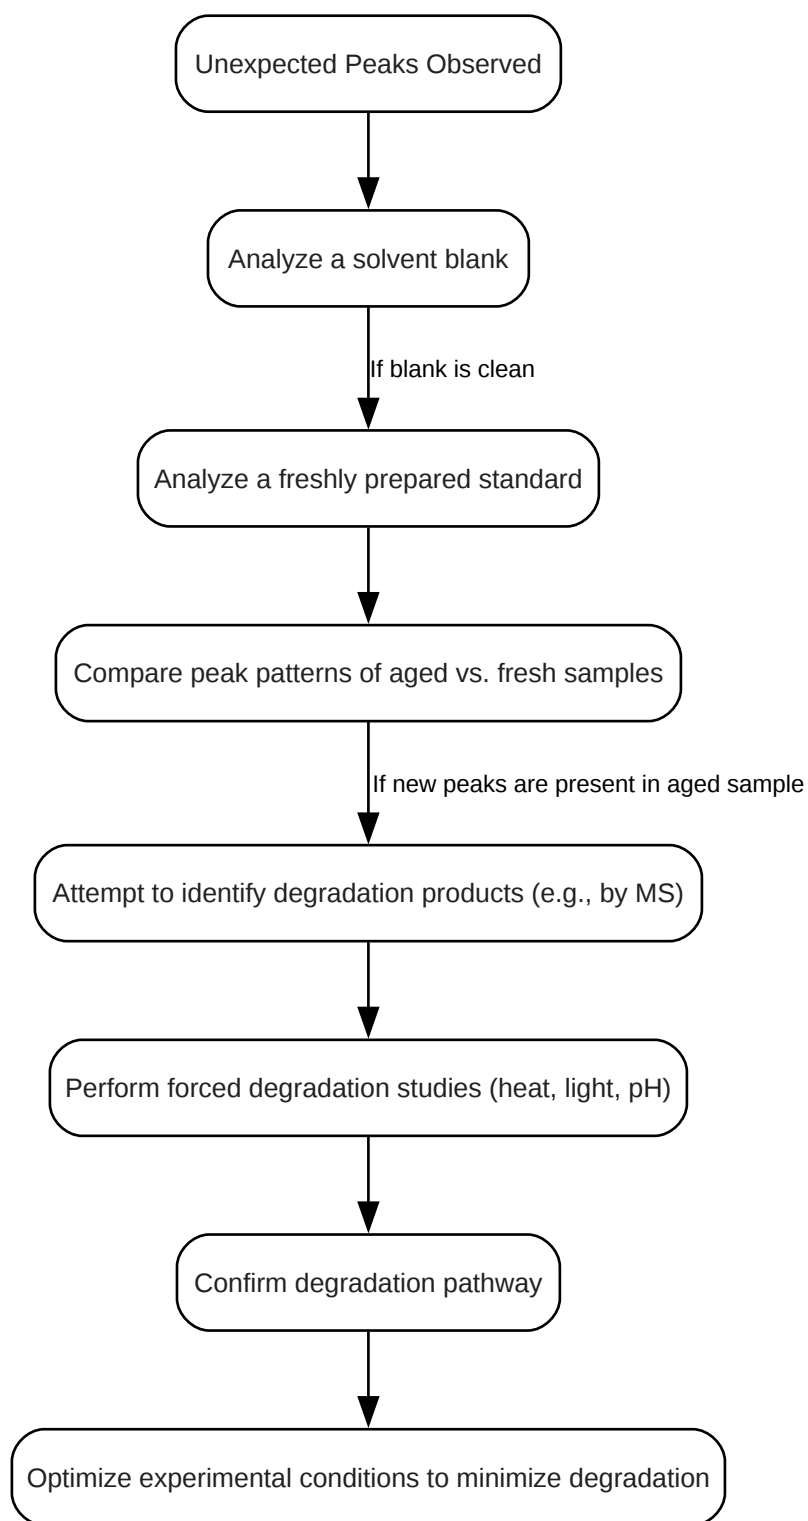 Unexpected Peaks Observed
Analyze a solvent blank
If blank is clean
Analyze a freshly prepared standard
Compare peak patterns of aged vs. fresh samples
If new peaks are present in aged sample
Attempt to identify degradation products (e.g., by MS)
Perform forced degradation studies (heat, light, pH)
Confirm degradation pathway
Optimize experimental conditions to minimize degradation